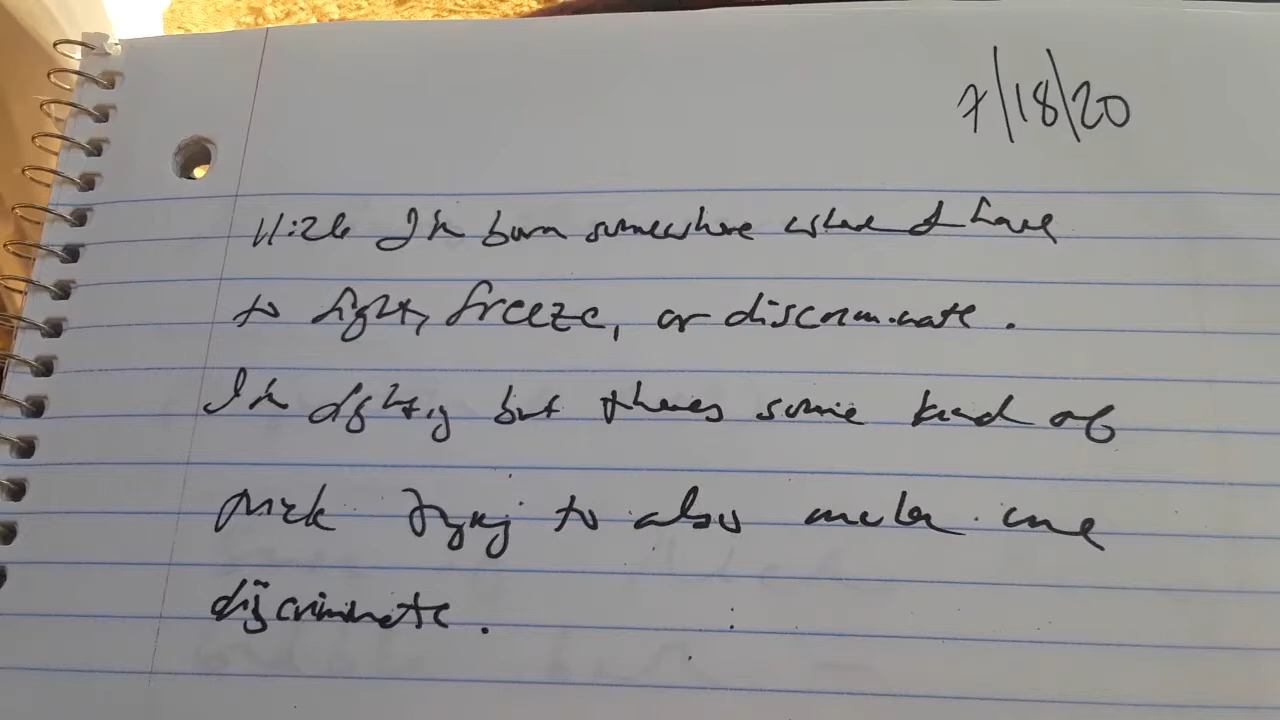 7/18/20
11:26 I'm born somewhere where I have
to fight, freeze, or discriminate.
I'm fighting but theres some kind of
trying to also make me
discriminate.